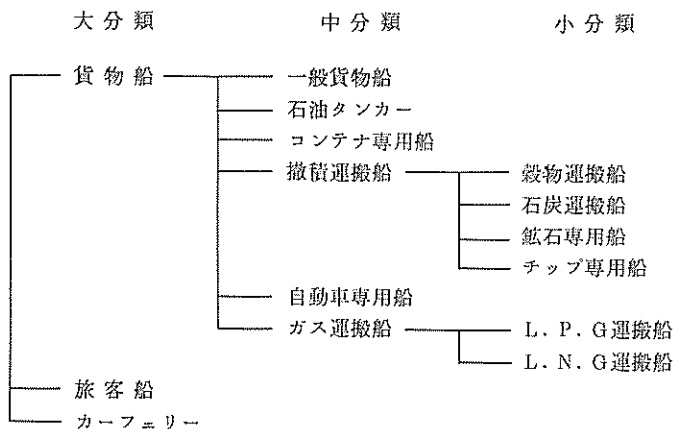 大分類 中分類 小分類
貨物船 一般貨物船
石油タンカー
コンテナ専用船
撤積運搬船 穀物運搬船
石炭運搬船
鉱石専用船
チップ専用船
自動車専用船
ガス運搬船 L.P.G運搬船
L.N.G運搬船
旅客船
カーフェリー